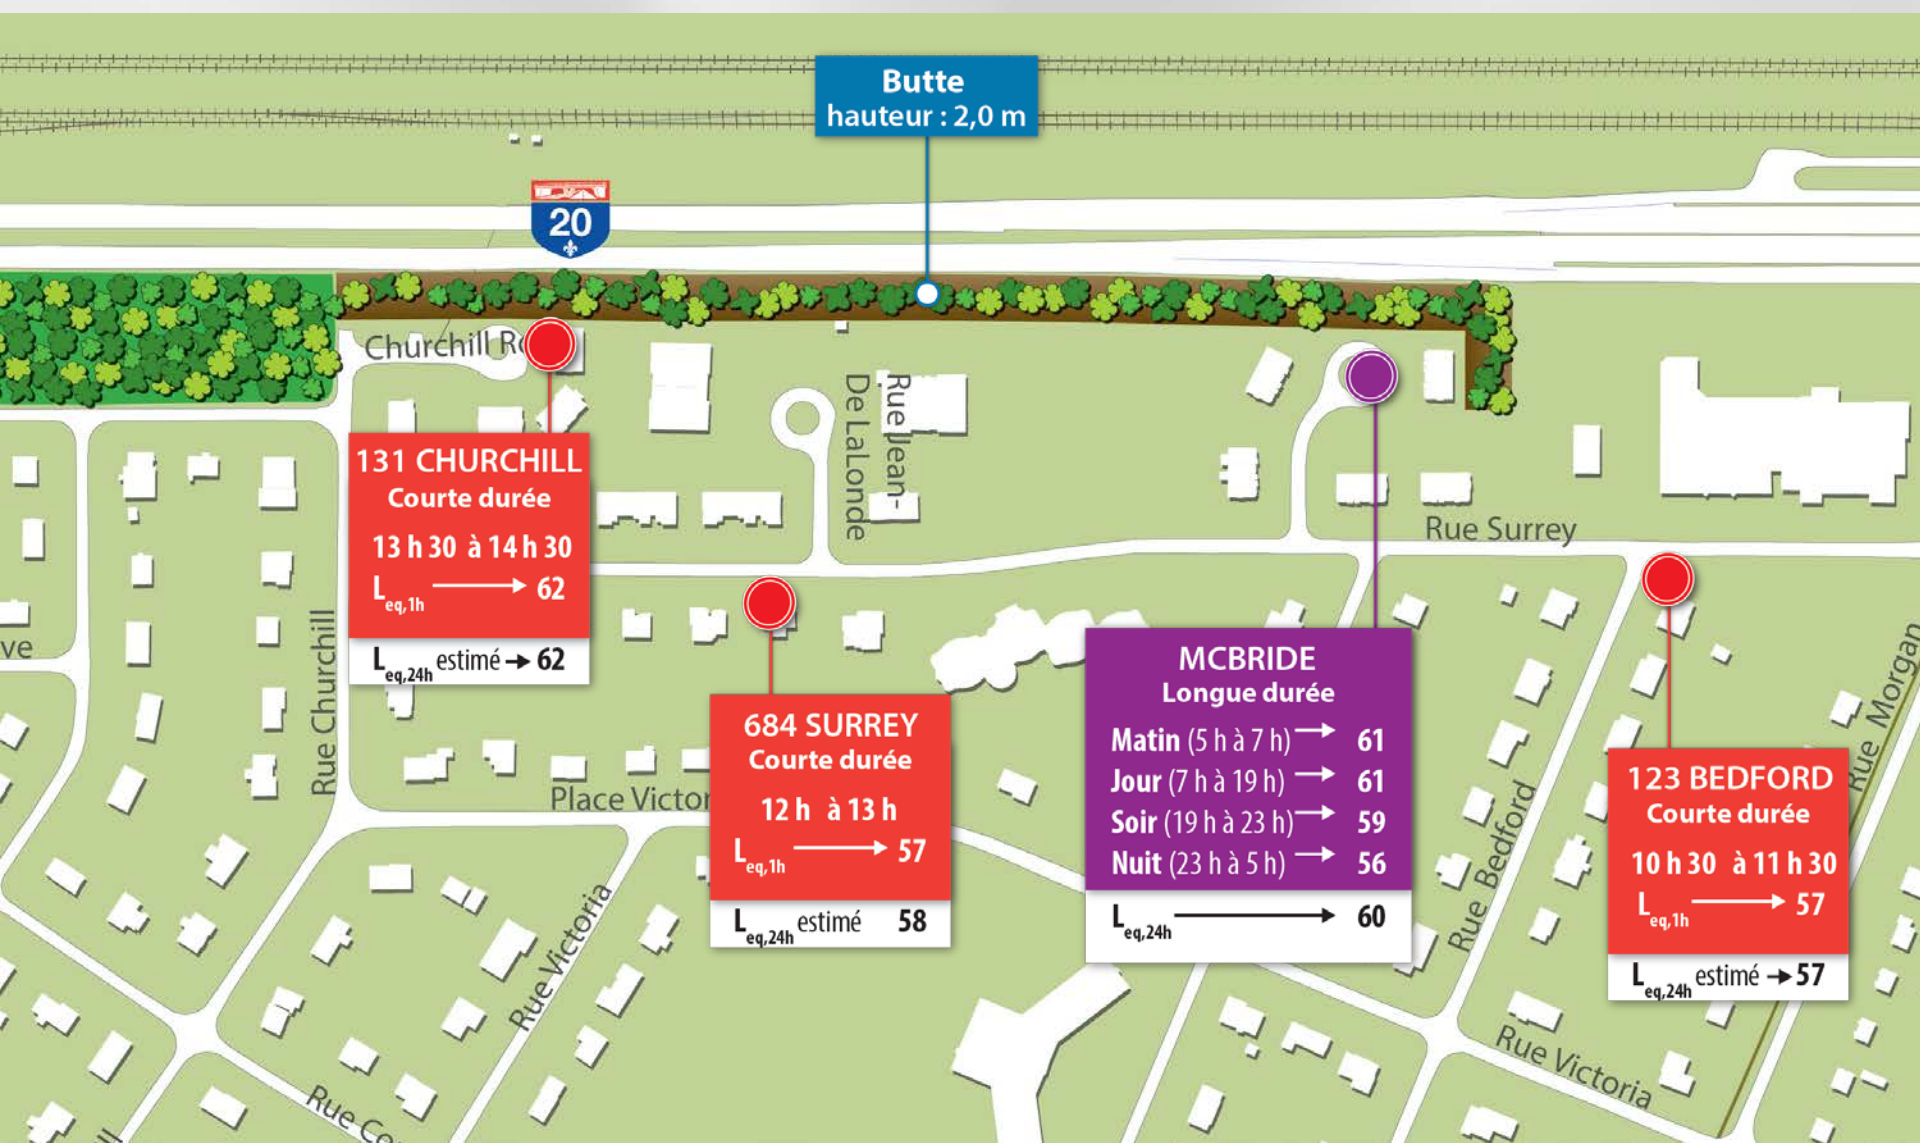 Butte
hauteur : 2,0 m
20
Churchill
131 CHURCHILL
Courte durée
13 h 30 à 14 h 30
Leq,1h 62
Leq,24h estimé 62
Rue Jean-
De LaLonde
Rue Surrey
ve
Rue Churchill
684 SURREY
Courte durée
12 h à 13 h
Leq,1h 57
Leq,24h estimé 58
Place Victor
MCBRIDE
Longue durée
Matin (5 h à 7 h) 61
Jour (7 h à 19 h) 61
Soir (19 h à 23 h) 59
Nuit (23 h à 5 h) 56
Leq,24h 60
123 BEDFORD
Courte durée
10 h 30 à 11 h 30
Leq,1h 57
Leq,24h estimé 57
Rue Morgan
Rue Bedford
Rue Victoria
Rue Victoria
Rue Co